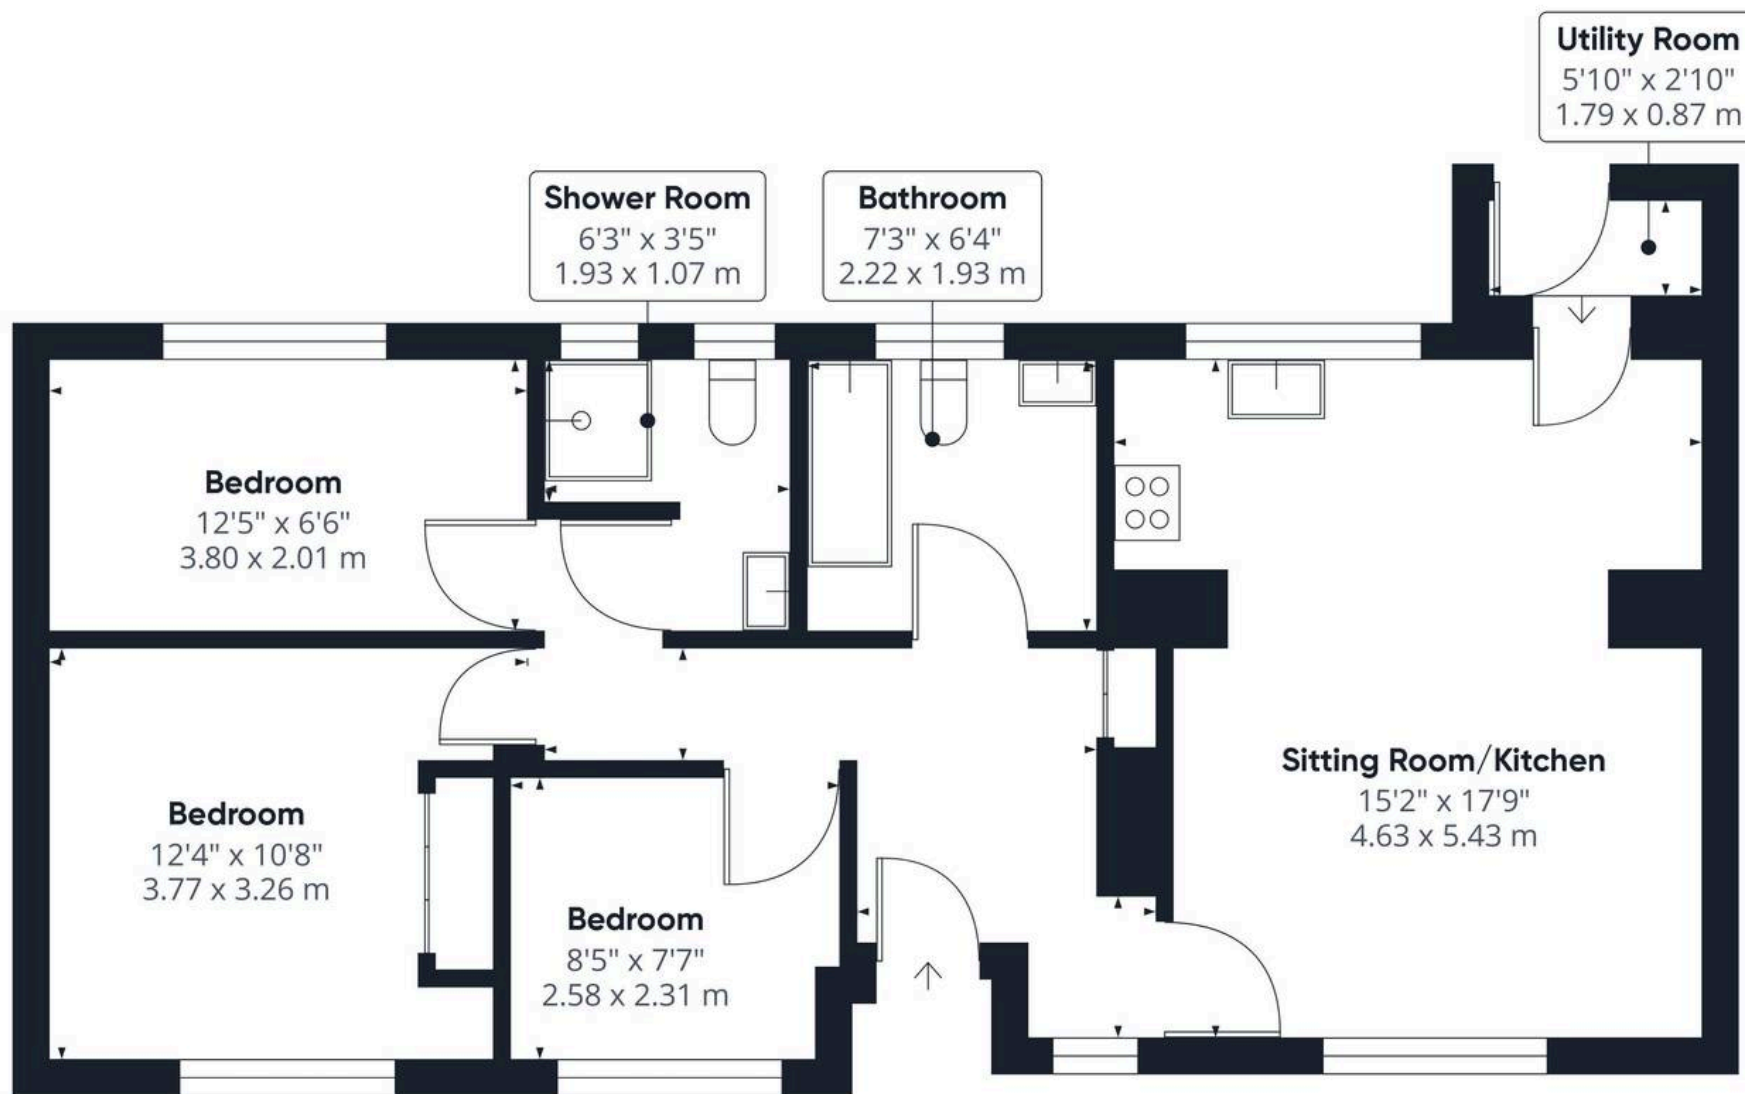 Utility Room
5'10" x 2'10"
1.79 x 0.87 m
Shower Room
6'3" x 3'5"
1.93 x 1.07 m
Bathroom
7'3" x 6'4"
2.22 x 1.93 m
Bedroom
12'5" x 6'6"
3.80 x 2.01 m
Sitting Room/Kitchen
15'2" x 17'9"
4.63 x 5.43 m
Bedroom
12'4" x 10'8"
3.77 x 3.26 m
Bedroom
8'5" x 7'7"
2.58 x 2.31 m